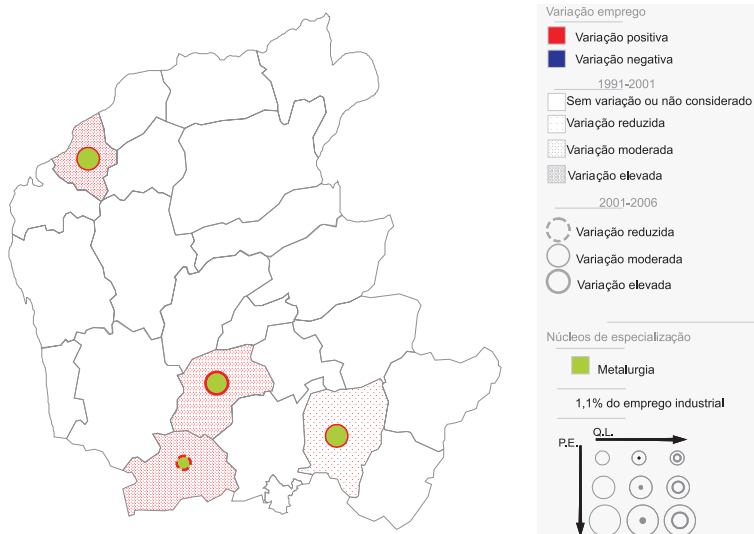 Variação emprego
Variação positiva
Variação negativa
1991-2001
Sem variação ou não considerado
Variação reduzida
Variação moderada
Variação elevada
2001-2006
Variação reduzida
Variação moderada
Variação elevada
Núcleos de especialização
Metalurgia
1,1% do emprego industrial
Q.L.
P.E.